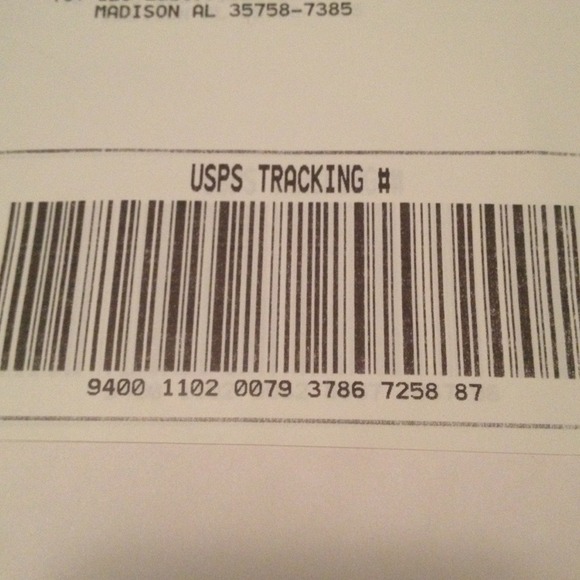 MADISON AL 35758-7385
USPS TRACKING #
9400 1102 0079 3786 7258 87